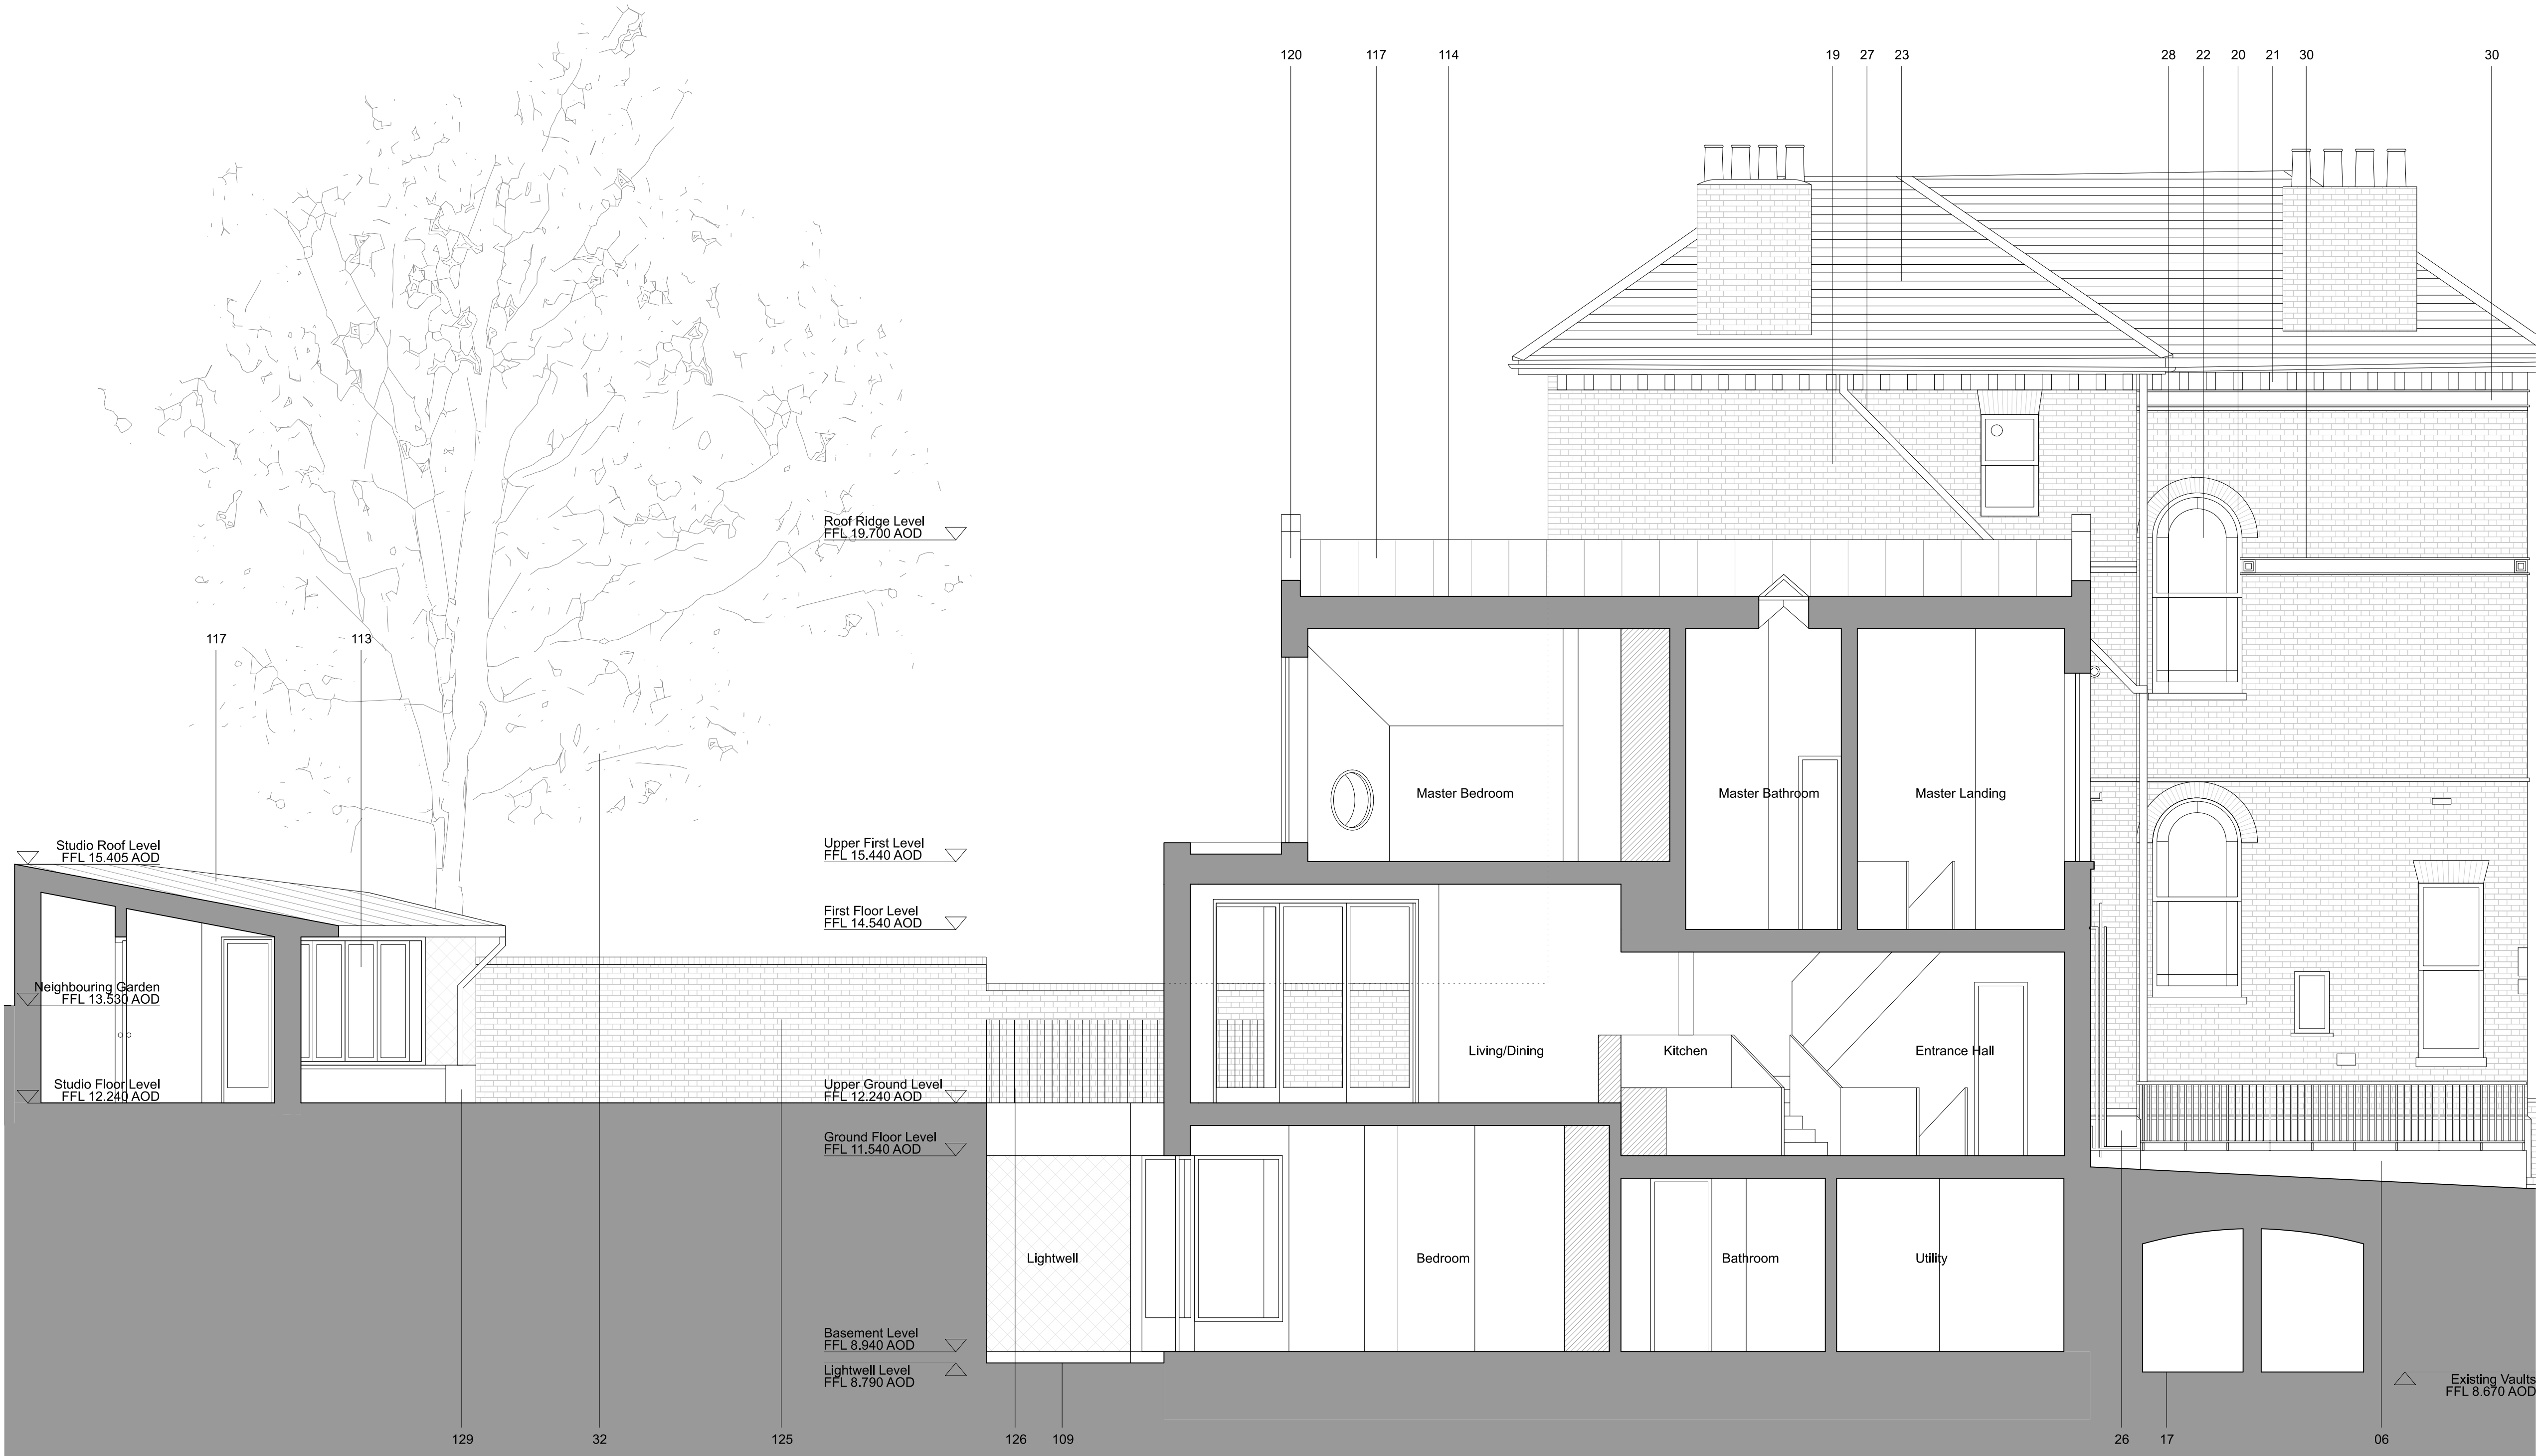 120 117 114 19 27 23 28 22 20 21 30 30
Roof Ridge Level
FFL 19.700 AOD
117 113
Master Bedroom
Master Bathroom
Master Landing
Studio Roof Level
FFL 15.405 AOD
Upper First Level
FFL 15.440 AOD
First Floor Level
FFL 14.540 AOD
Neighbouring Garden
FFL 13.530 AOD
Living/Dining
Kitchen
Entrance Hall
Studio Floor Level
FFL 12.240 AOD
Upper Ground Level
FFL 12.240 AOD
Ground Floor Level
FFL 11.540 AOD
Lightwell
Bedroom
Bathroom
Utility
Basement Level
FFL 8.940 AOD
Lightwell Level
FFL 8.790 AOD
Existing Vaults
FFL 8.670 AOD
129 32 125 126 109 26 17 06